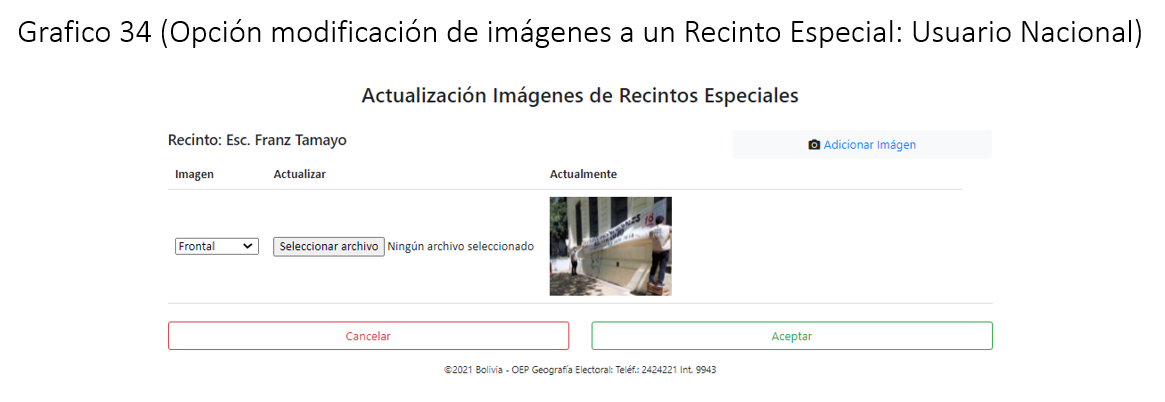 Grafico 34 (Opción modificación de imágenes a un Recinto Especial: Usuario Nacional)
Actualización Imágenes de Recintos Especiales
Recinto: Esc. Franz Tamayo
Adicionar Imágen
Imagen Actualizar Actualmente
Frontal Seleccionar archivo Ningún archivo seleccionado
Cancelar Aceptar
©2021 Bolivia - OEP Geografía Electoral: Teléf.: 2424221 Int. 9943